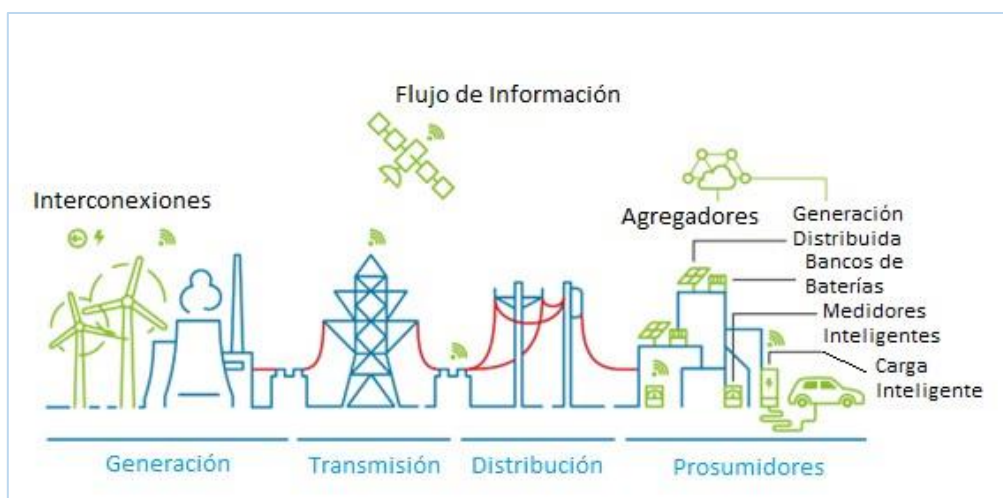 Flujo de Información
Interconexiones
Agregadores
Generación
Distribuida
Bancos de
Baterías
Medidores
Inteligentes
Carga
Inteligente
Generación
Transmisión
Distribución
Prosumidores